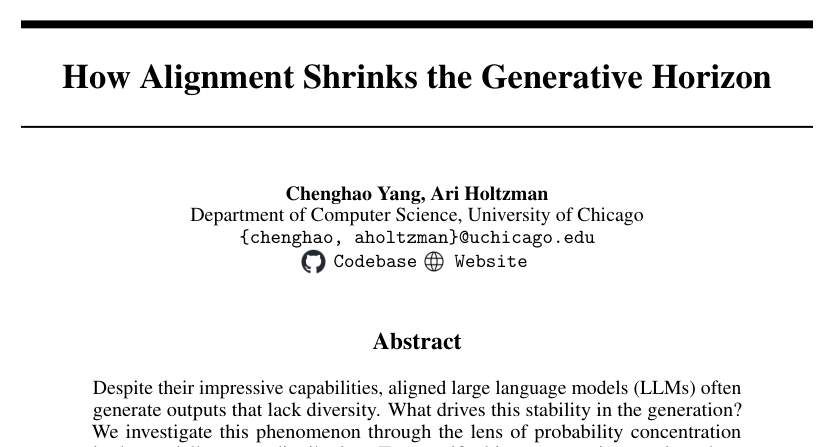 How Alignment Shrinks the Generative Horizon
Chenghao Yang, Ari Holtzman
Department of Computer Science, University of Chicago
{chenghao, aholtzman}@uchicago.edu
Codebase Website
Abstract
Despite their impressive capabilities, aligned large language models (LLMs) often
generate outputs that lack diversity. What drives this stability in the generation?
We investigate this phenomenon through the lens of probability concentration